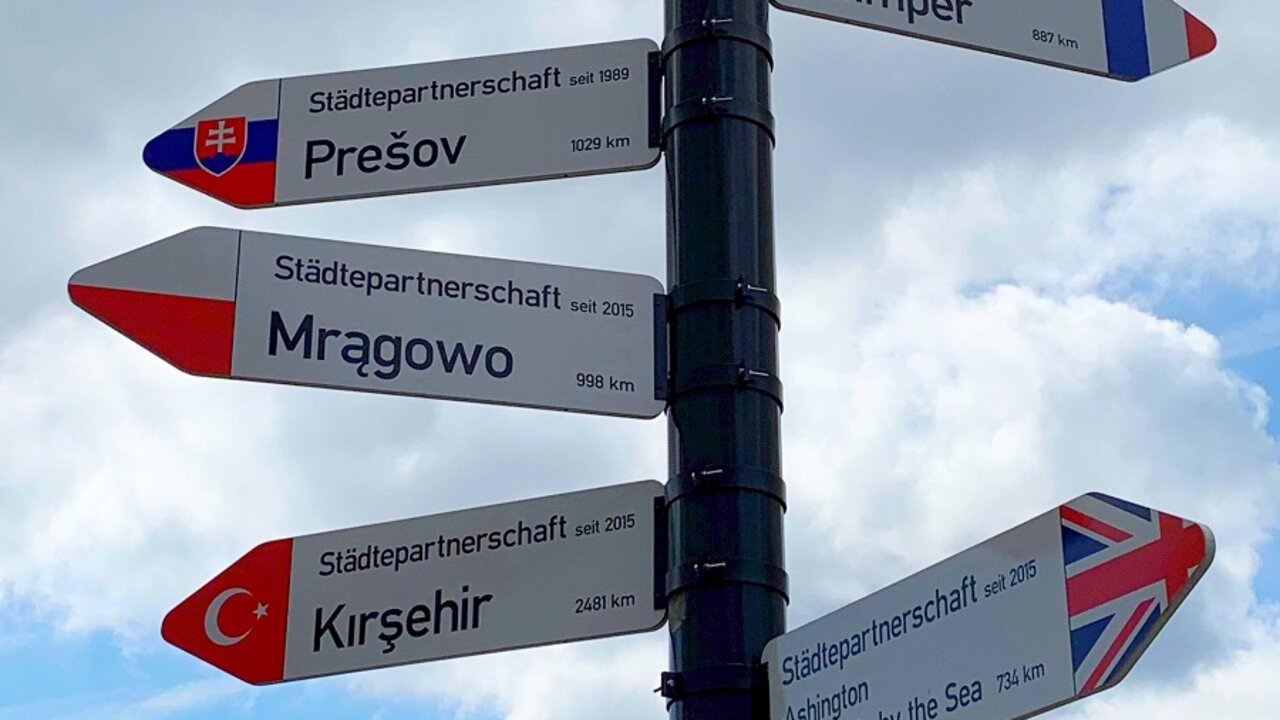 887 km
Städtepartnerschaft seit 1989
Prešov 1029 km
Städtepartnerschaft seit 2015
Mrągowo 998 km
Städtepartnerschaft seit 2015
Kırşehir 2481 km
Städtepartnerschaft seit 2015
Ashington
by the Sea 734 km